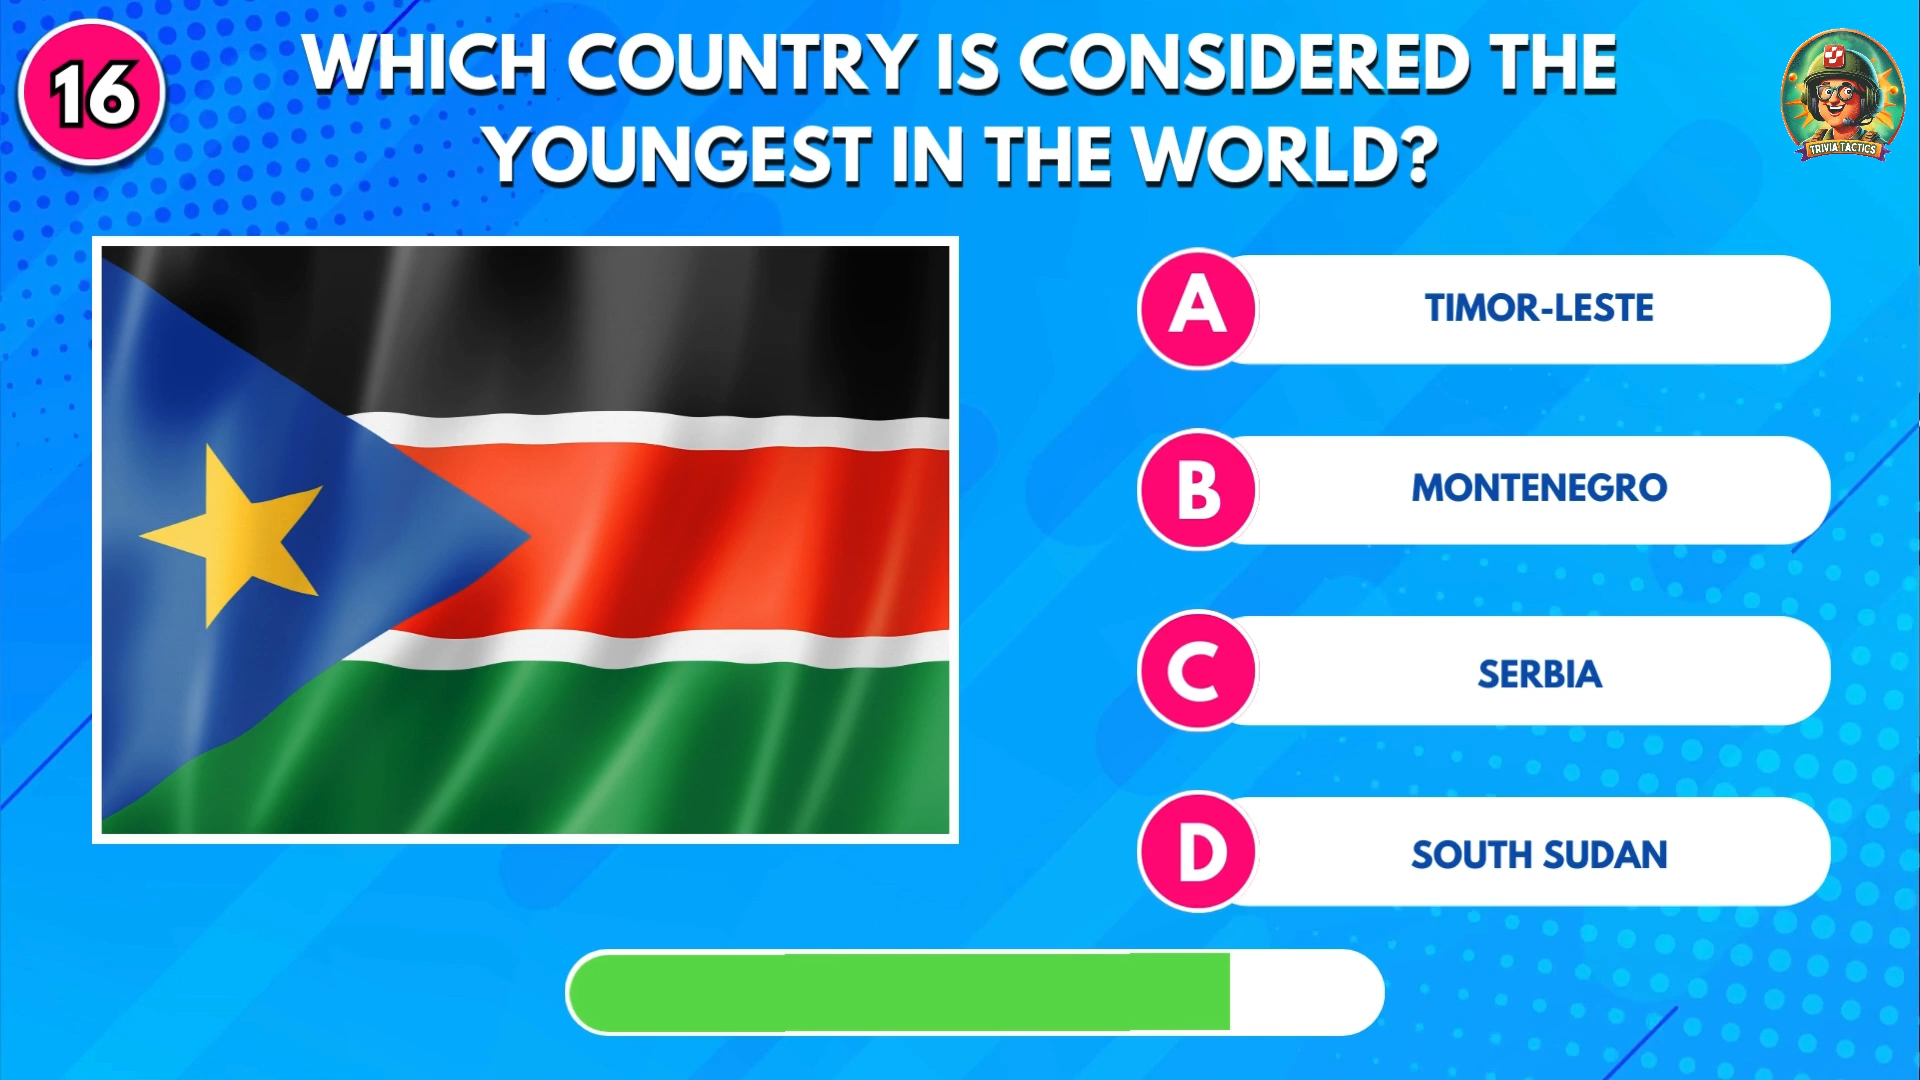 16
WHICH COUNTRY IS CONSIDERED THE
YOUNGEST IN THE WORLD?
TRIVIA TACTICS
A TIMOR-LESTE
B MONTENEGRO
C SERBIA
D SOUTH SUDAN